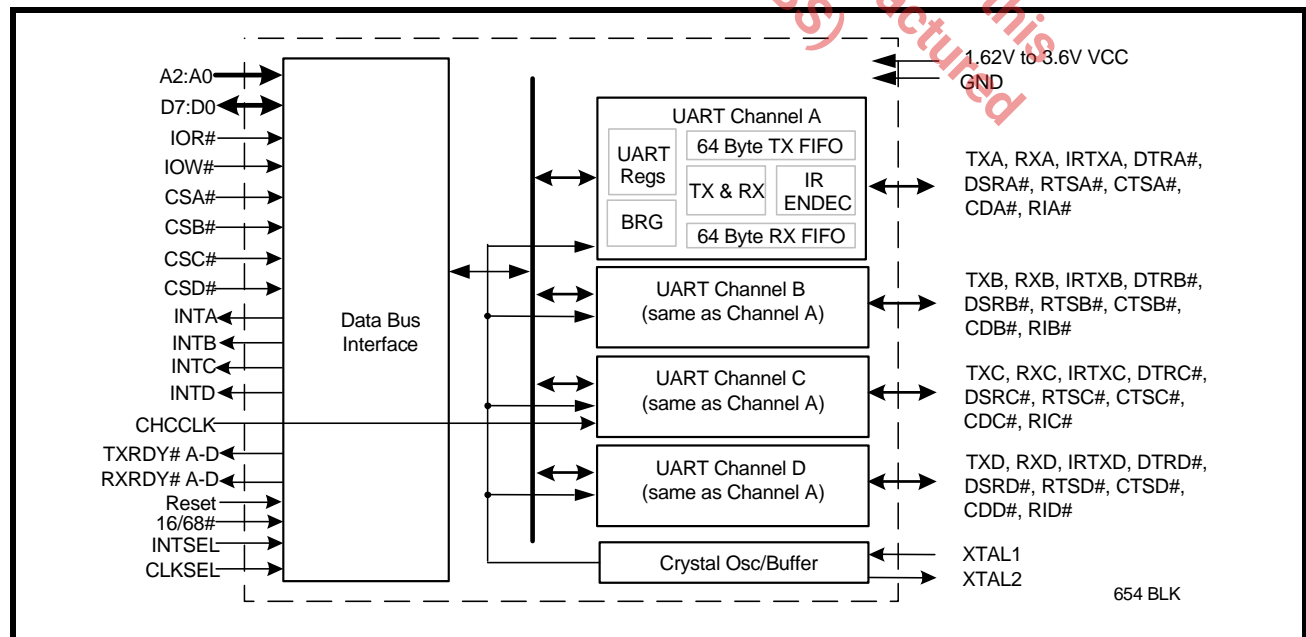 this
actured
SS)
A2:A0
D7:D0
IOR#
IOW#
CSA#
CSB#
CSC#
CSD#
INTA
INTB
INTC
INTD
CHCCLK
TXRDY# A-D
RXRDY# A-D
Reset
16/68#
INTSEL
CLKSEL
Data Bus
Interface
UART Channel A
UART
Regs
BRG
64 Byte TX FIFO
TX & RX
IR
ENDEC
64 Byte RX FIFO
UART Channel B
(same as Channel A)
UART Channel C
(same as Channel A)
UART Channel D
(same as Channel A)
Crystal Osc/Buffer
1.62V to 3.6V VCC
GND
TXA, RXA, IRTXA, DTRA#,
DSRA#, RTSA#, CTSA#,
CDA#, RIA#
TXB, RXB, IRTXB, DTRB#,
DSRB#, RTSB#, CTSB#,
CDB#, RIB#
TXC, RXC, IRTXC, DTRC#,
DSRC#, RTSC#, CTSC#,
CDC#, RIC#
TXD, RXD, IRTXD, DTRD#,
DSRD#, RTSD#, CTSD#,
CDD#, RID#
XTAL1
XTAL2
654 BLK